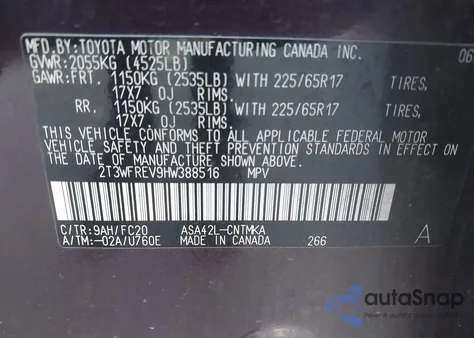 MFD.BY:TOYOTA MOTOR MANUFACTURING CANADA INC. 06
GVWR:2055KG (4525LB)
GAWR:FRT. 1150KG (2535LB) WITH 225/65R17 TIRES,
17X7.0J RIMS.
RR. 1150KG (2535LB) WITH 225/65R17 TIRES,
17X7.0J RIMS.
THIS VEHICLE CONFORMS TO ALL APPLICABLE FEDERAL MOTOR
VEHICLE SAFETY
AND THEFT PREVENTION STANDARDS IN
EFFECT ON THE DATE OF MANUFACTURE SHOWN ABOVE.
2T3WFREV9HW388516 MPV
C/TR:9AH/FC20 ASA42L-CNTMKA
A/TM:-02A/U760E MADE IN CANADA 266 A
autoSnap